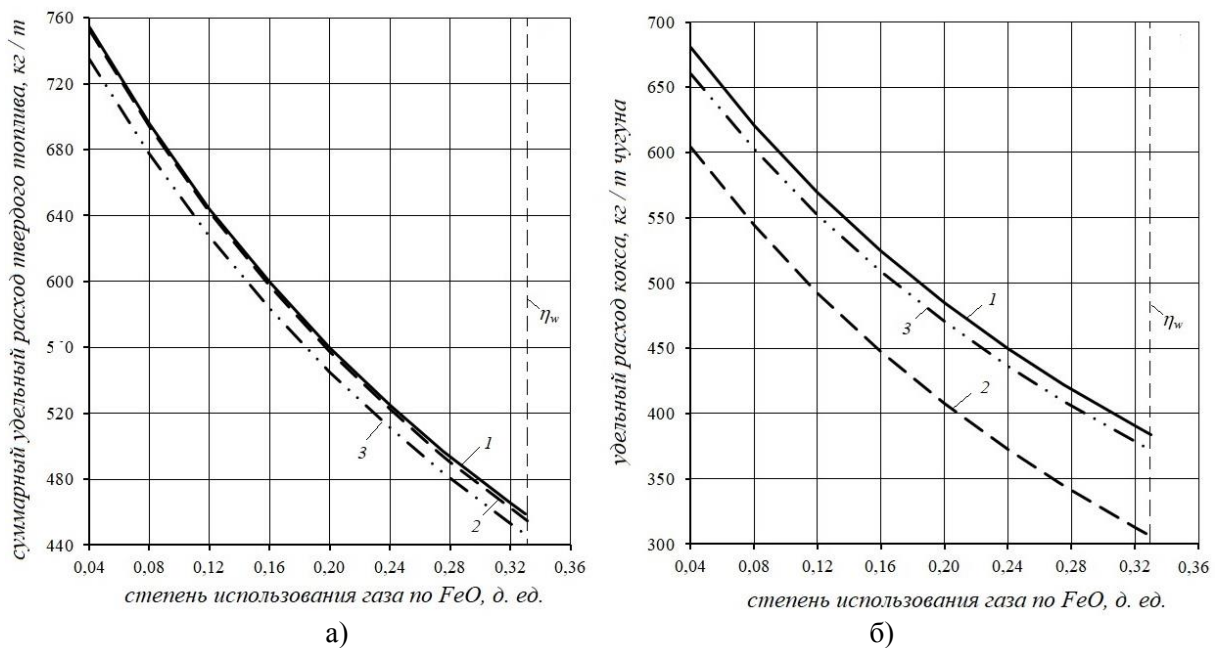 суммарный удельный расход твердого топлива, кг / т
760
720
680
640
600
5 0
520
480
440
0,04 0,08 0,12 0,16 0,20 0,24 0,28 0,32 0,36
η_w
1
2
3
степень использования газа по FeO, д. ед.
а)
удельный расход кокса, кг / т чугуна
700
650
600
550
500
450
400
350
300
0,04 0,08 0,12 0,16 0,20 0,24 0,28 0,32 0,36
η_w
1
3
2
степень использования газа по FeO, д. ед.
б)